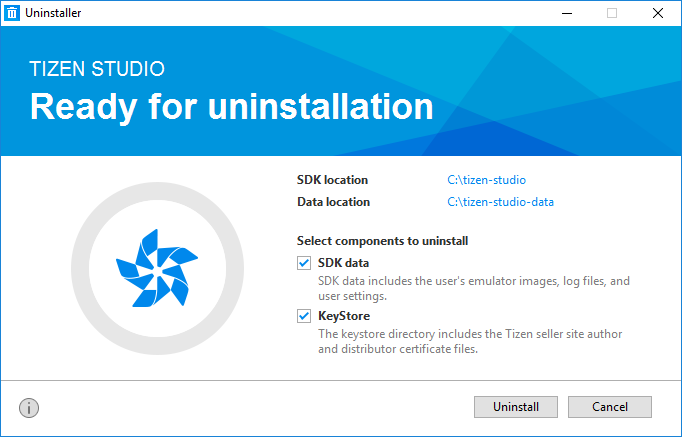 Uninstaller
TIZEN STUDIO
Ready for uninstallation
SDK location C:\tizen-studio
Data location C:\tizen-studio-data
Select components to uninstall
SDK data
SDK data includes the user's emulator images, log files, and
user settings.
KeyStore
The keystore directory includes the Tizen seller site author
and distributor certificate files.
Uninstall Cancel